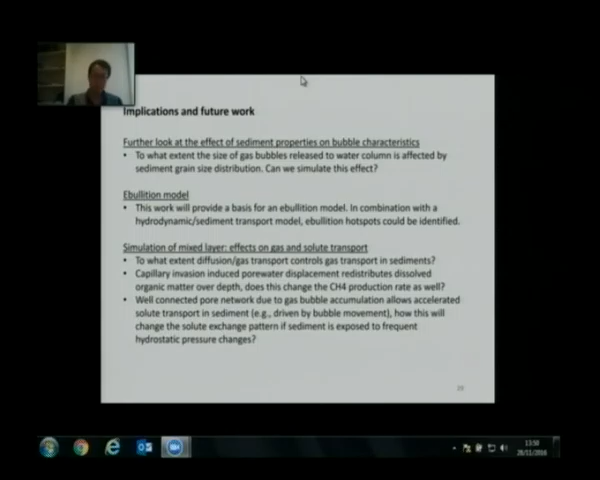 Implications and future work
Further look at the effect of sediment properties on bubble characteristics
• To what extent the size of gas bubbles released to water column is affected by
sediment grain size distribution. Can we simulate this effect?
Ebullition model
• This work will provide a basis for an ebullition model. In combination with a
hydrodynamic/sediment transport model, ebullition hotspots could be identified.
Simulation of mixed layer: effects on gas and solute transport
• To what extent diffusion/gas transport controls gas transport in sediments?
• Capillary invasion induced porewater displacement redistributes dissolved
organic matter over depth, does this change the CH4 production rate as well?
• Well connected pore network due to gas bubble accumulation allows accelerated
solute transport in sediment (e.g., driven by bubble movement), how this will
change the solute exchange pattern if sediment is exposed to frequent
hydrostatic pressure changes?
13:50
28/11/2016